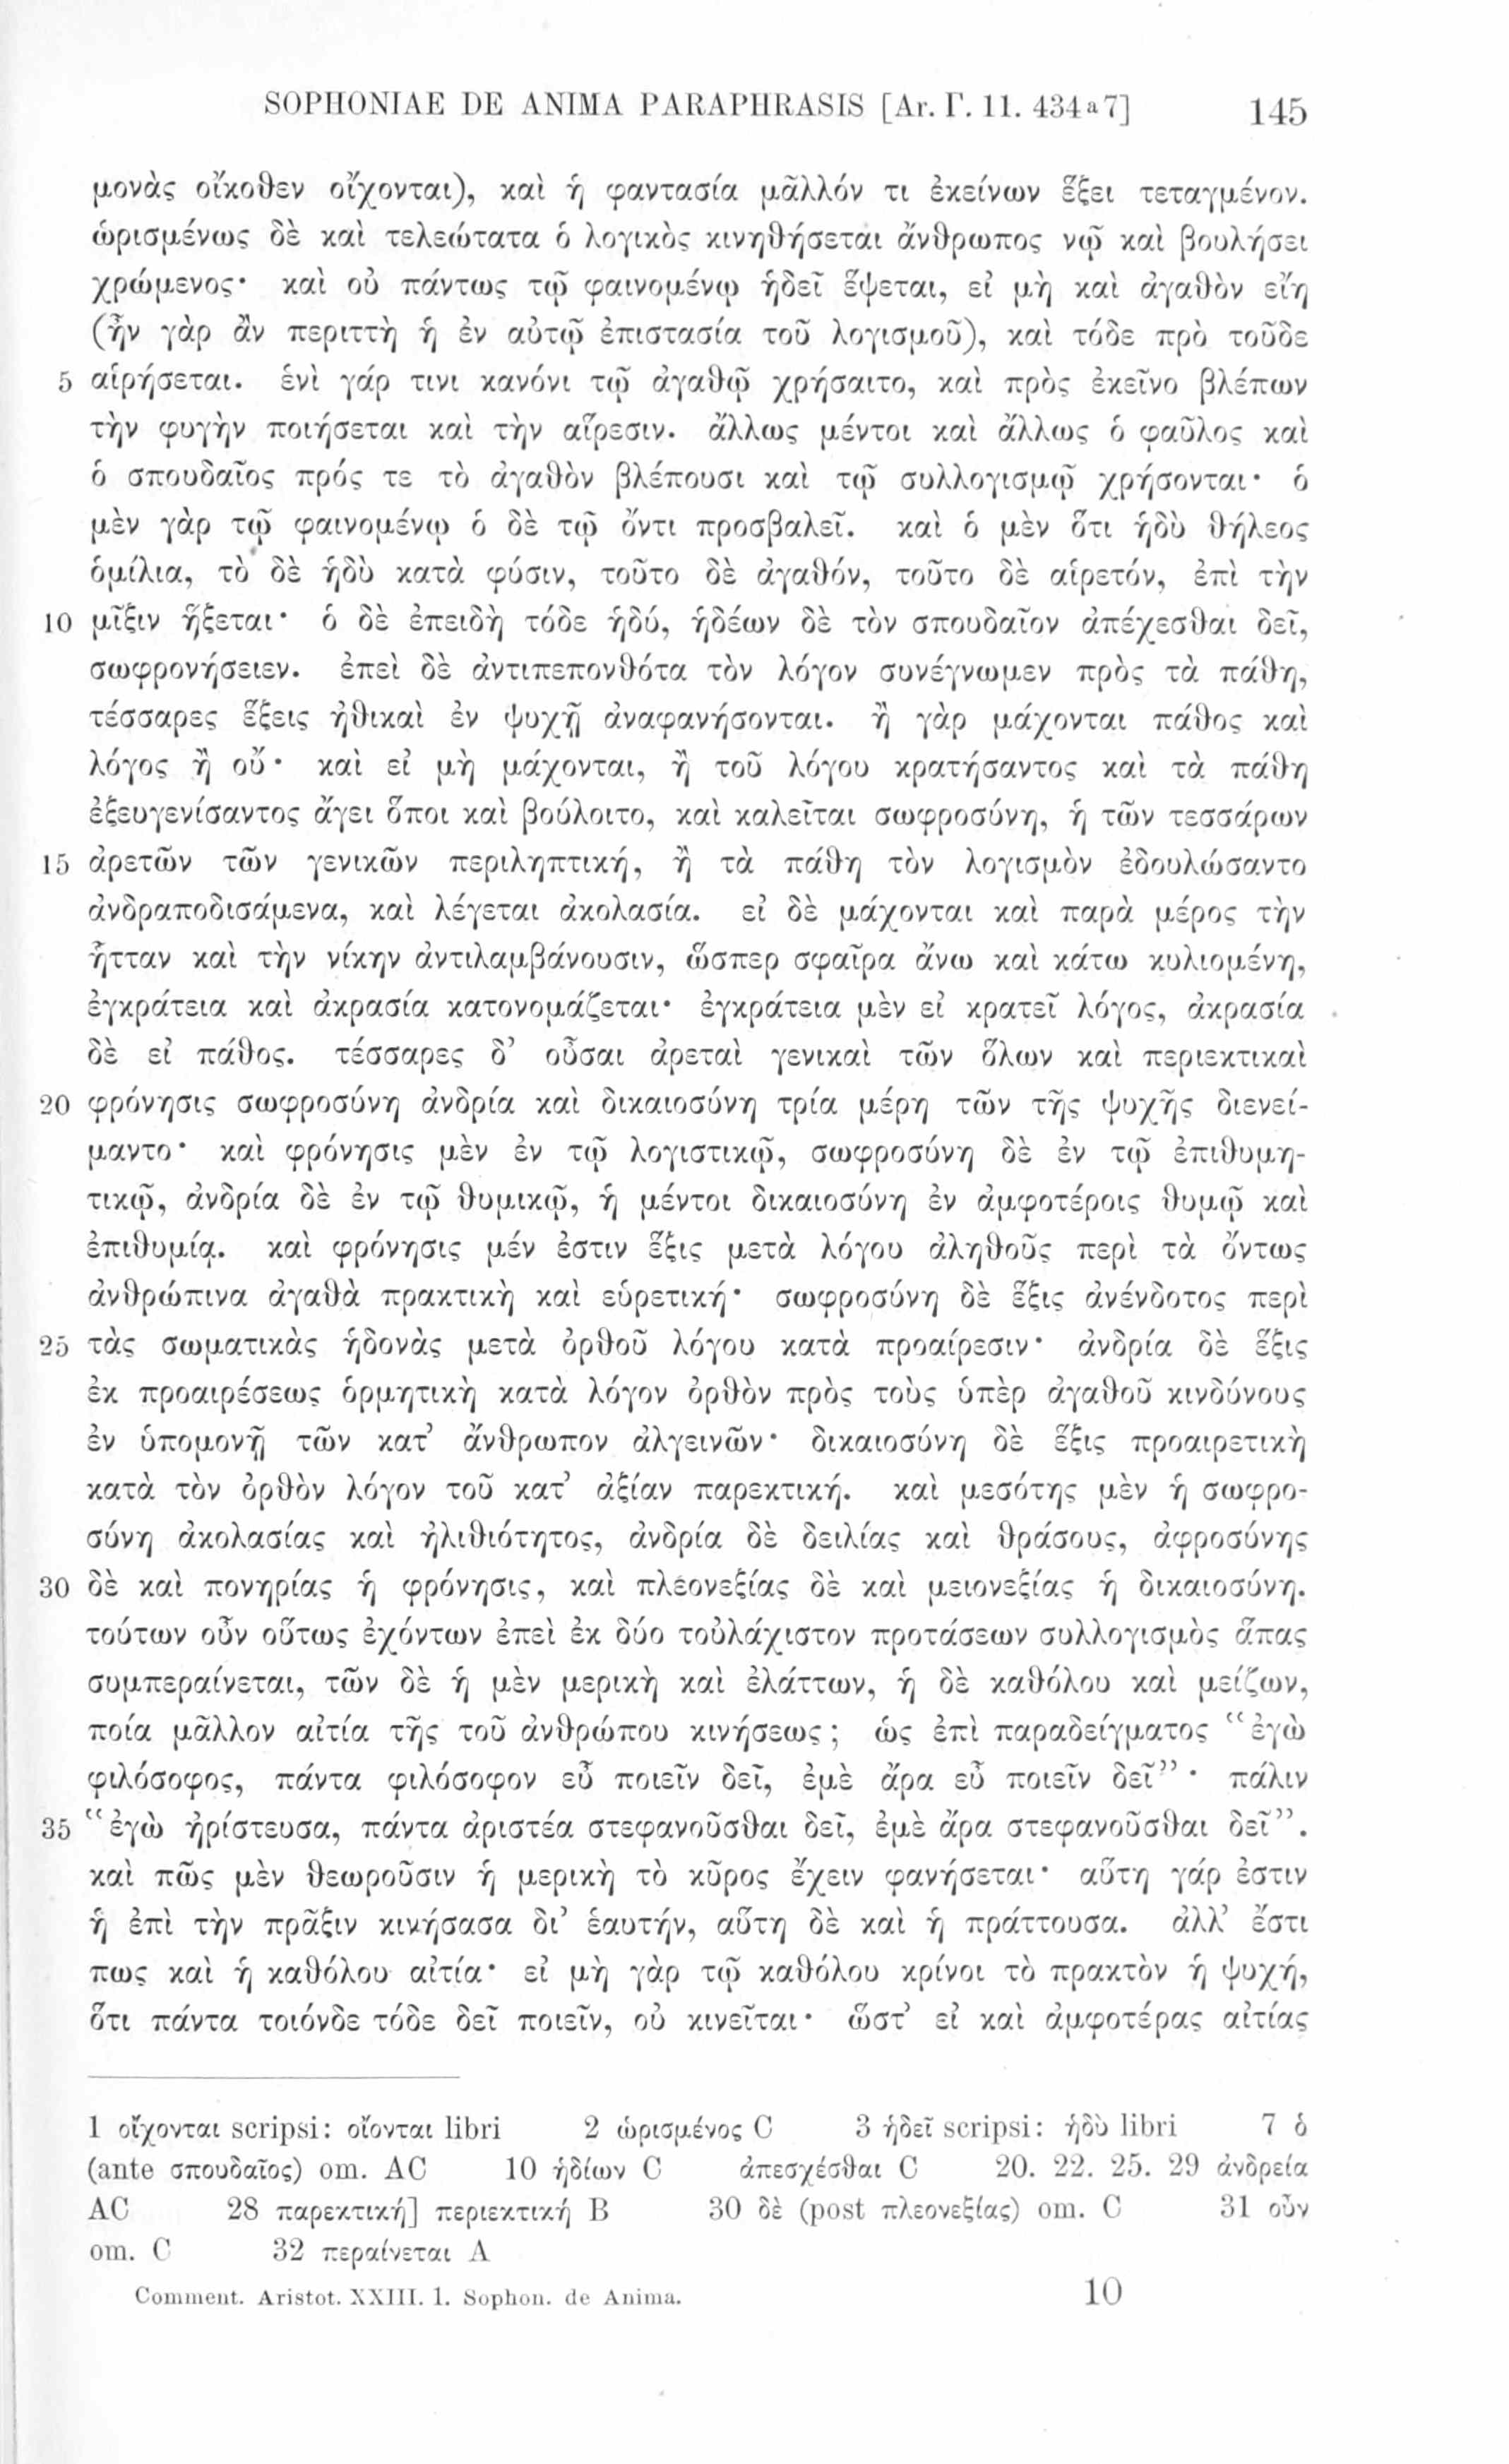 SOPHONIAE DE ANIMA PARAPHRASIS [Ar. Γ. 11. 434 a 7] 145
μονὰς οἴκοθεν οἴχονται), καὶ ἡ φαντασία μᾶλλόν τι ἐκείνων ἕξει τεταγμένον.
ὡρισμένως δὲ καὶ τελεώτατα ὁ λογικὸς κινηθήσεται ἄνθρωπος νῷ καὶ βουλήσει
χρώμενος· καὶ οὐ πάντως τῷ φαινομένῳ ἡδεῖ ἕψεται, εἰ μὴ καὶ ἀγαθὸν εἴη
(ἦν γὰρ ἂν περιττὴ ἡ ἐν αὐτῷ ἐπιστασία τοῦ λογισμοῦ), καὶ τόδε πρὸ τοῦδε
5 αἱρήσεται. ἑνὶ γάρ τινι κανόνι τῷ ἀγαθῷ χρήσαιτο, καὶ πρὸς ἐκεῖνο βλέπων
τὴν φυγὴν ποιήσεται καὶ τὴν αἵρεσιν. ἄλλως μέντοι καὶ ἄλλως ὁ φαῦλος καὶ
ὁ σπουδαῖος πρός τε τὸ ἀγαθὸν βλέπουσι καὶ τῷ συλλογισμῷ χρήσονται· ὁ
μὲν γὰρ τῷ φαινομένῳ ὁ δὲ τῷ ὄντι προσβαλεῖ. καὶ ὁ μὲν ὅτι ἡδὺ θήλεος
ὁμίλια, τὸ δὲ ἡδὺ κατὰ φύσιν, τοῦτο δὲ ἀγαθόν, τοῦτο δὲ αἱρετόν, ἐπὶ τὴν
10 μῖξιν ἥξεται· ὁ δὲ ἐπειδὴ τόδε ἡδύ, ἡδέων δὲ τὸν σπουδαῖον ἀπέχεσθαι δεῖ,
σωφρονήσειεν. ἐπεὶ δὲ ἀντιπεπονθότα τὸν λόγον συνέγνωμεν πρὸς τὰ πάθη,
τέσσαρες ἕξεις ἠθικαὶ ἐν ψυχῇ ἀναφανήσονται. ἢ γὰρ μάχονται πάθος καὶ
λόγος ἢ οὔ· καὶ εἰ μὴ μάχονται, ἢ τοῦ λόγου κρατήσαντος καὶ τὰ πάθη
ἐξευγενίσαντος ἄγει ὅποι καὶ βούλοιτο, καὶ καλεῖται σωφροσύνη, ἡ τῶν τεσσάρων
15 ἀρετῶν τῶν γενικῶν περιληπτική, ἢ τὰ πάθη τὸν λογισμὸν ἐδουλώσαντο
ἀνδραποδισάμενα, καὶ λέγεται ἀκολασία. εἰ δὲ μάχονται καὶ παρὰ μέρος τὴν
ἧτταν καὶ τὴν νίκην ἀντιλαμβάνουσιν, ὥσπερ σφαῖρα ἄνω καὶ κάτω κυλιομένη,
ἐγκράτεια καὶ ἀκρασία κατονομάζεται· ἐγκράτεια μὲν εἰ κρατεῖ λόγος, ἀκρασία
δὲ εἰ πάθος. τέσσαρες δ’ οὖσαι ἀρεταὶ γενικαὶ τῶν ὅλων καὶ περιεκτικαὶ
20 φρόνησις σωφροσύνη ἀνδρία καὶ δικαιοσύνη τρία μέρη τῶν τῆς ψυχῆς διενεί-
μαντο· καὶ φρόνησις μὲν ἐν τῷ λογιστικῷ, σωφροσύνη δὲ ἐν τῷ ἐπιθυμη-
τικῷ, ἀνδρία δὲ ἐν τῷ θυμικῷ, ἡ μέντοι δικαιοσύνη ἐν ἀμφοτέροις θυμῷ καὶ
ἐπιθυμίᾳ. καὶ φρόνησις μέν ἐστιν ἕξις μετὰ λόγου ἀληθοῦς περὶ τὰ ὄντως
ἀνθρώπινα ἀγαθὰ πρακτικὴ καὶ εὑρετική· σωφροσύνη δὲ ἕξις ἀνένδοτος περὶ
25 τὰς σωματικὰς ἡδονὰς μετὰ ὀρθοῦ λόγου κατὰ προαίρεσιν· ἀνδρία δὲ ἕξις
ἐκ προαιρέσεως ὁρμητικὴ κατὰ λόγον ὀρθὸν πρὸς τοὺς ὑπὲρ ἀγαθοῦ κινδύνους
ἐν ὑπομονῇ τῶν κατ’ ἄνθρωπον ἀλγεινῶν· δικαιοσύνη δὲ ἕξις προαιρετικὴ
κατὰ τὸν ὀρθὸν λόγον τοῦ κατ’ ἀξίαν παρεκτική. καὶ μεσότης μὲν ἡ σωφρο-
σύνη ἀκολασίας καὶ ἠλιθιότητος, ἀνδρία δὲ δειλίας καὶ θράσους, ἀφροσύνης
30 δὲ καὶ πονηρίας ἡ φρόνησις, καὶ πλεονεξίας δὲ καὶ μειονεξίας ἡ δικαιοσύνη.
τούτων οὖν οὕτως ἐχόντων ἐπεὶ ἐκ δύο τοὐλάχιστον προτάσεων συλλογισμὸς ἅπας
συμπεραίνεται, τῶν δὲ ἡ μὲν μερικὴ καὶ ἐλάττων, ἡ δὲ καθόλου καὶ μείζων,
ποία μᾶλλον αἰτία τῆς τοῦ ἀνθρώπου κινήσεως; ὡς ἐπὶ παραδείγματος “ἐγὼ
φιλόσοφος, πάντα φιλόσοφον εὖ ποιεῖν δεῖ, ἐμὲ ἄρα εὖ ποιεῖν δεῖ”· πάλιν
35 “ἐγὼ ἠρίστευσα, πάντα ἀριστέα στεφανοῦσθαι δεῖ, ἐμὲ ἄρα στεφανοῦσθαι δεῖ”.
καὶ πῶς μὲν θεωροῦσιν ἡ μερικὴ τὸ κῦρος ἔχειν φανήσεται· αὕτη γάρ ἐστιν
ἡ ἐπὶ τὴν πρᾶξιν κινήσασα δι’ ἑαυτήν, αὕτη δὲ καὶ ἡ πράττουσα. ἀλλ’ ἔστι
πως καὶ ἡ καθόλου αἰτία· εἰ μὴ γὰρ τῷ καθόλου κρίνοι τὸ πρακτὸν ἡ ψυχή,
ὅτι πάντα τοιόνδε τόδε δεῖ ποιεῖν, οὐ κινεῖται· ὥστ’ εἰ καὶ ἀμφοτέρας αἰτίας
1 οἴχονται scripsi: οἴονται libri 2 ὡρισμένος C 3 ἡδεῖ scripsi: ἡδὺ libri 7 ὁ
(ante σπουδαῖος) om. AC 10 ἡδίων C ἀπεσχέσθαι C 20. 22. 25. 29 ἀνδρεία
AC 28 παρεκτική] περιεκτική B 30 δὲ (post πλεονεξίας) om. C 31 οὖν
om. C 32 περαίνεται A
Comment. Aristot. XXIII. 1. Sophon. de Anima. 10